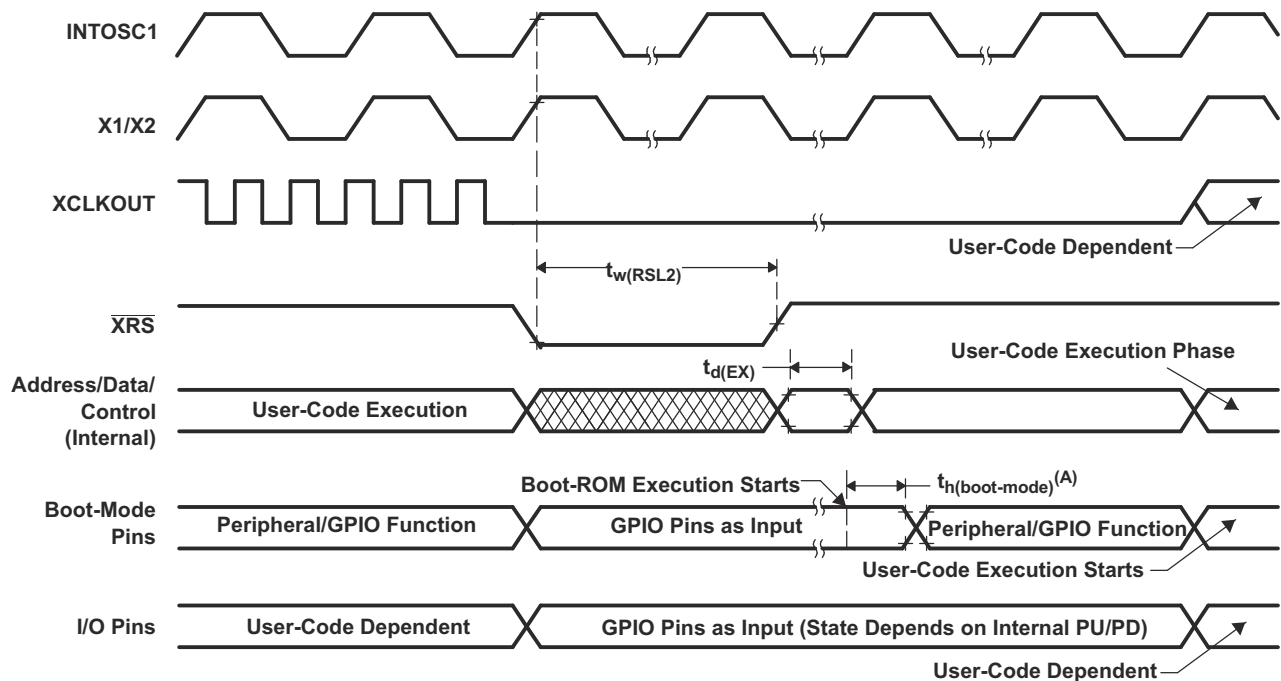 INTOSC1
X1/X2
XCLKOUT
User-Code Dependent
t_w(RSL2)
XRS
User-Code Execution Phase
t_d(EX)
Address/Data/
Control
(Internal)
User-Code Execution
Boot-ROM Execution Starts
t_h(boot-mode)^(A)
Boot-Mode
Pins
Peripheral/GPIO Function
GPIO Pins as Input
Peripheral/GPIO Function
User-Code Execution Starts
I/O Pins
User-Code Dependent
GPIO Pins as Input (State Depends on Internal PU/PD)
User-Code Dependent